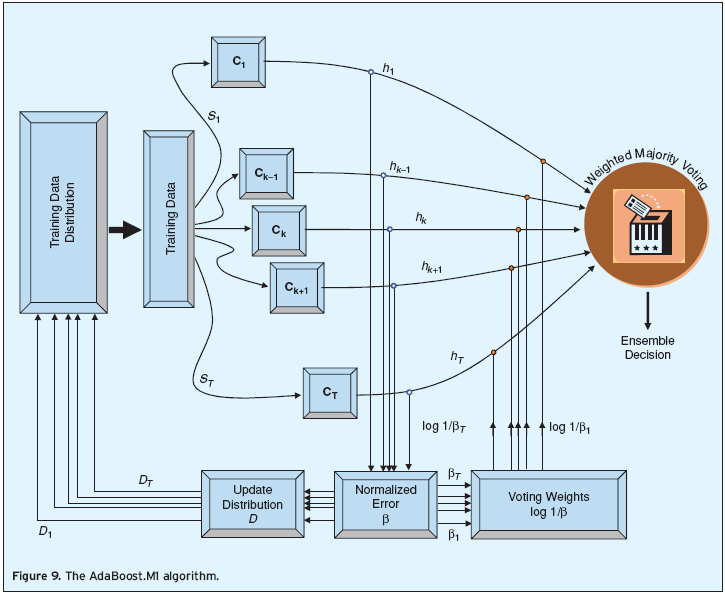 C1
h1
S1
Weighted Majority Voting
Training Data
Distribution
Training Data
Ck–1
hk–1
Ck
hk
Ck+1
hk+1
Ensemble
Decision
hT
ST
CT
log 1/βT
log 1/β1
DT
Update
Distribution
D
Normalized
Error
β
βT
β1
Voting Weights
log 1/β
D1
Figure 9. The AdaBoost.M1 algorithm.